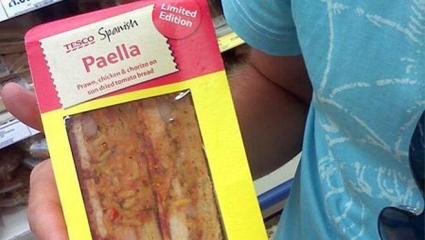 Limited
Edition
TESCO Spanish
Paella
Prawn, chicken & chorizo on
sun dried tomato bread